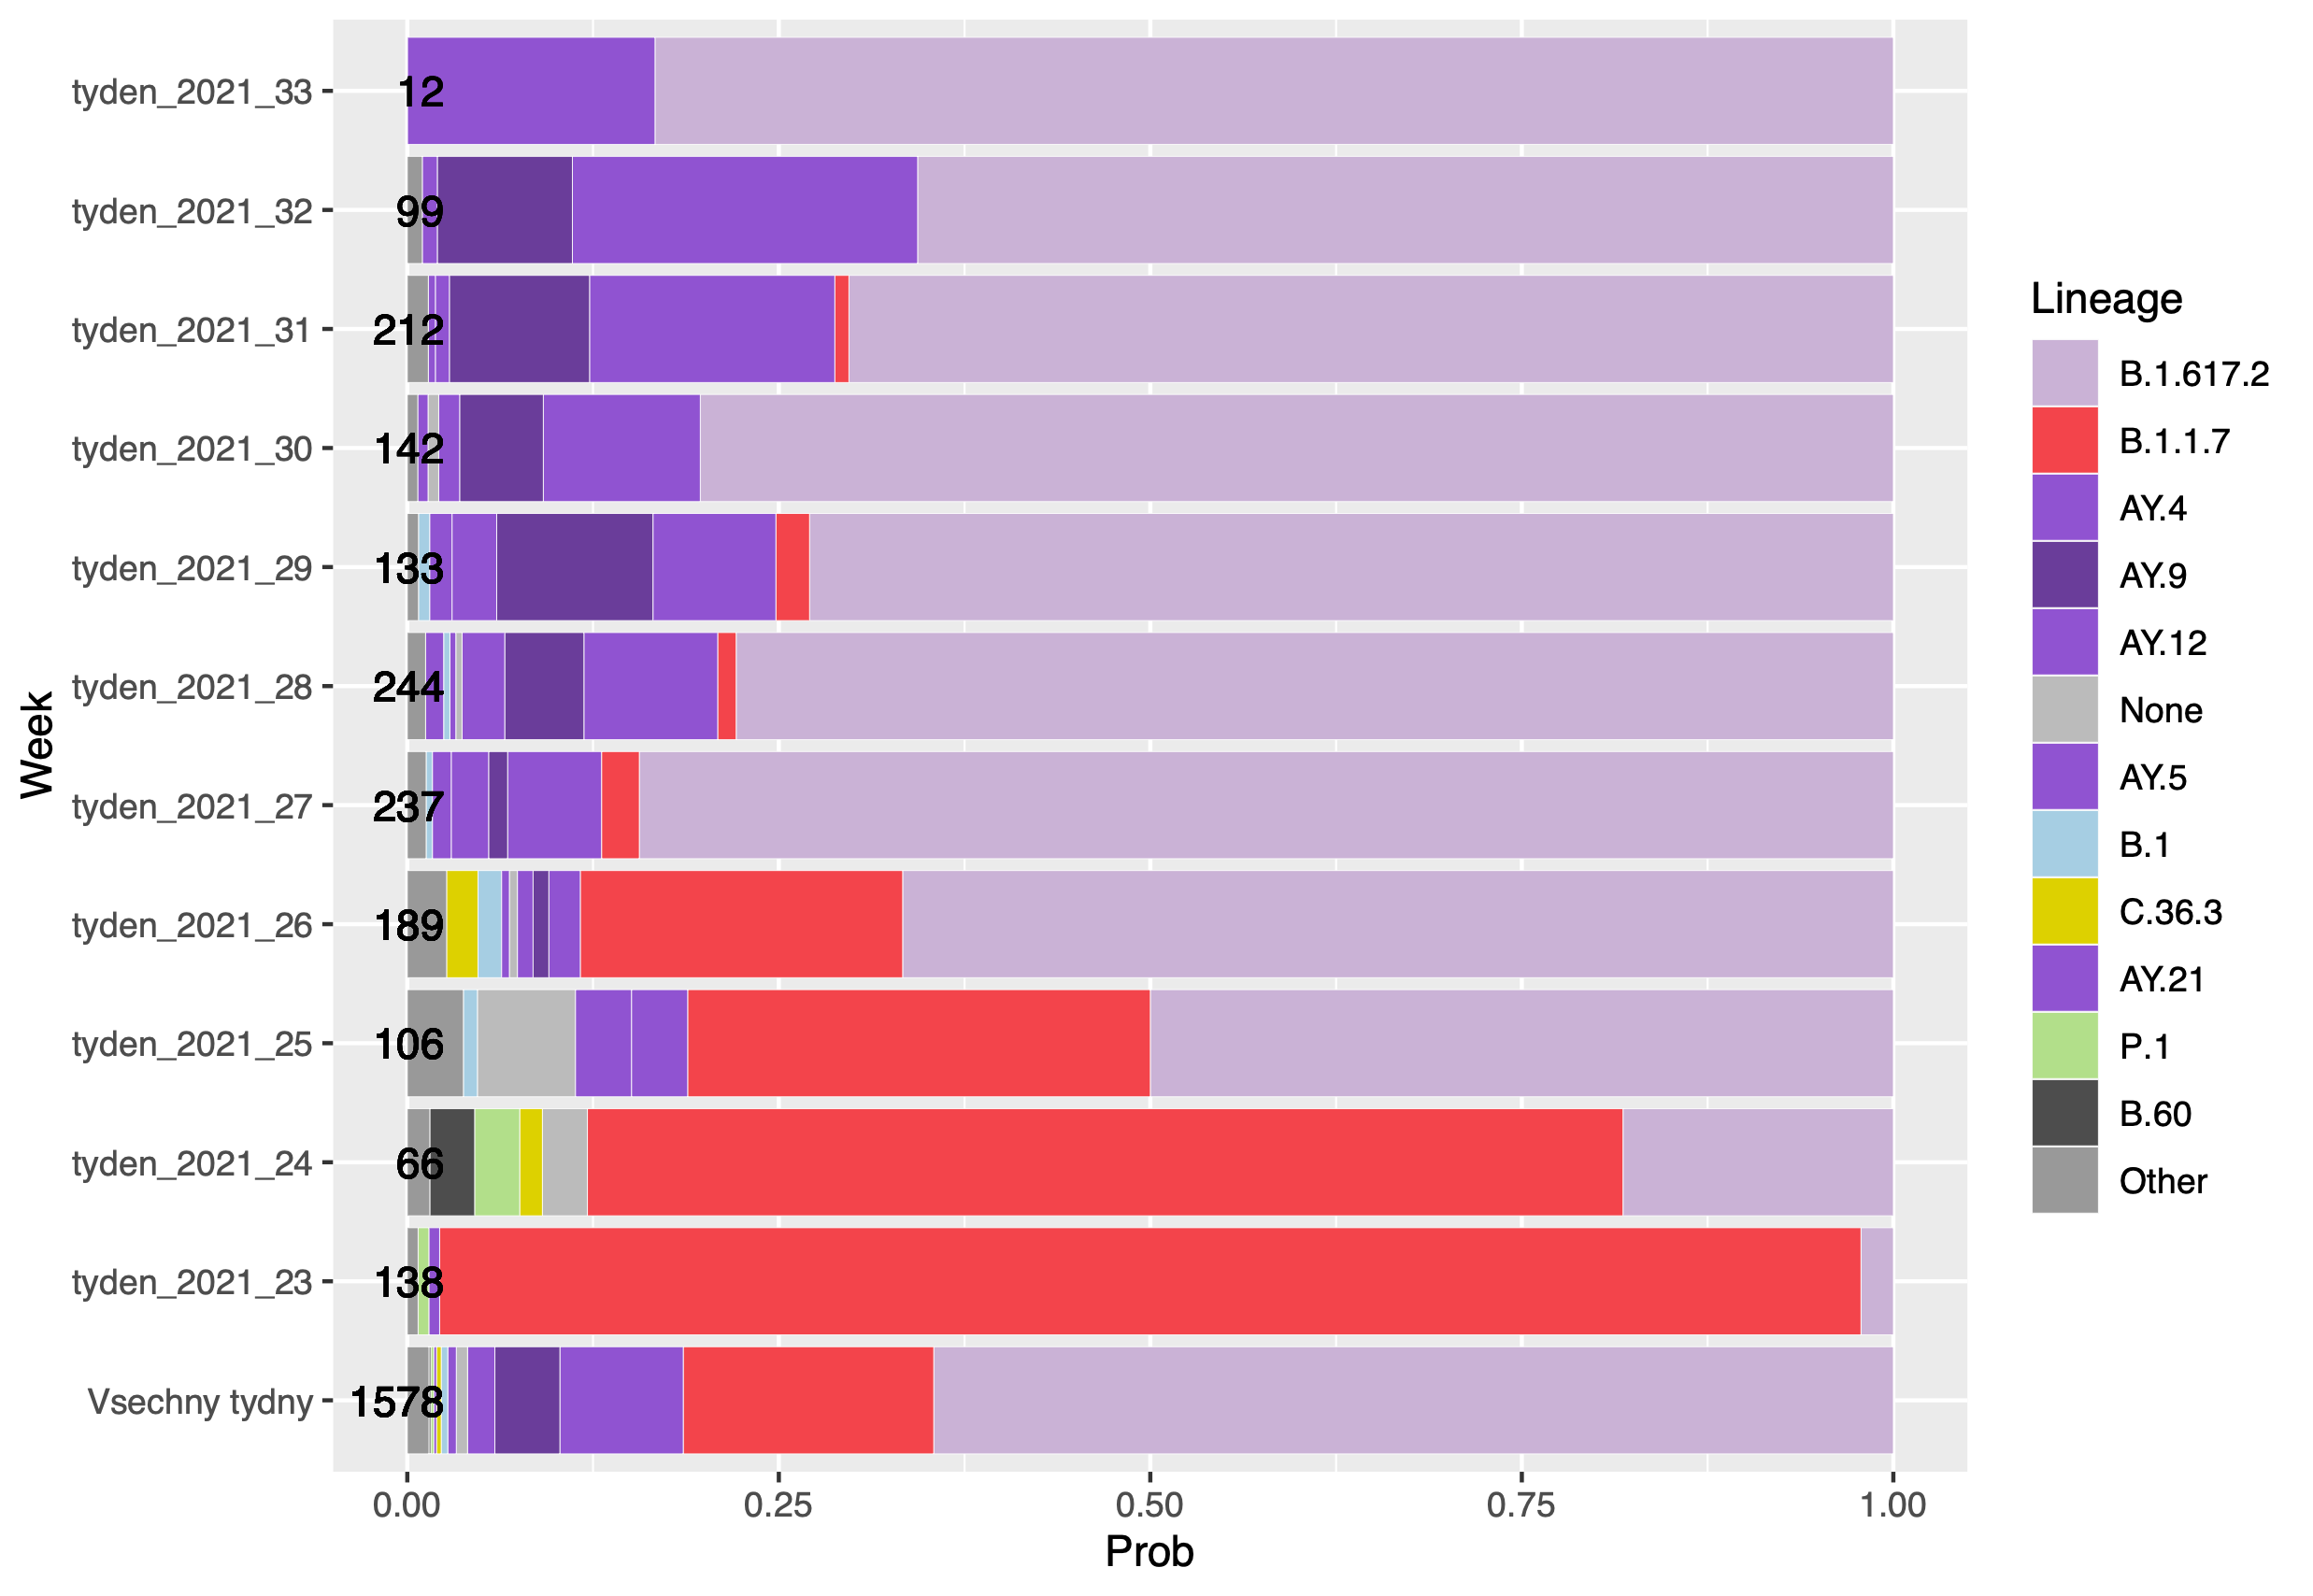 tyden_2021_33
12
tyden_2021_32
99
tyden_2021_31
212
tyden_2021_30
142
tyden_2021_29
133
tyden_2021_28
244
tyden_2021_27
237
tyden_2021_26
189
tyden_2021_25
106
tyden_2021_24
66
tyden_2021_23
138
Vsechny tydny
1578
Week
0.00 0.25 0.50 0.75 1.00
Prob
Lineage
B.1.617.2
B.1.1.7
AY.4
AY.9
AY.12
None
AY.5
B.1
C.36.3
AY.21
P.1
B.60
Other